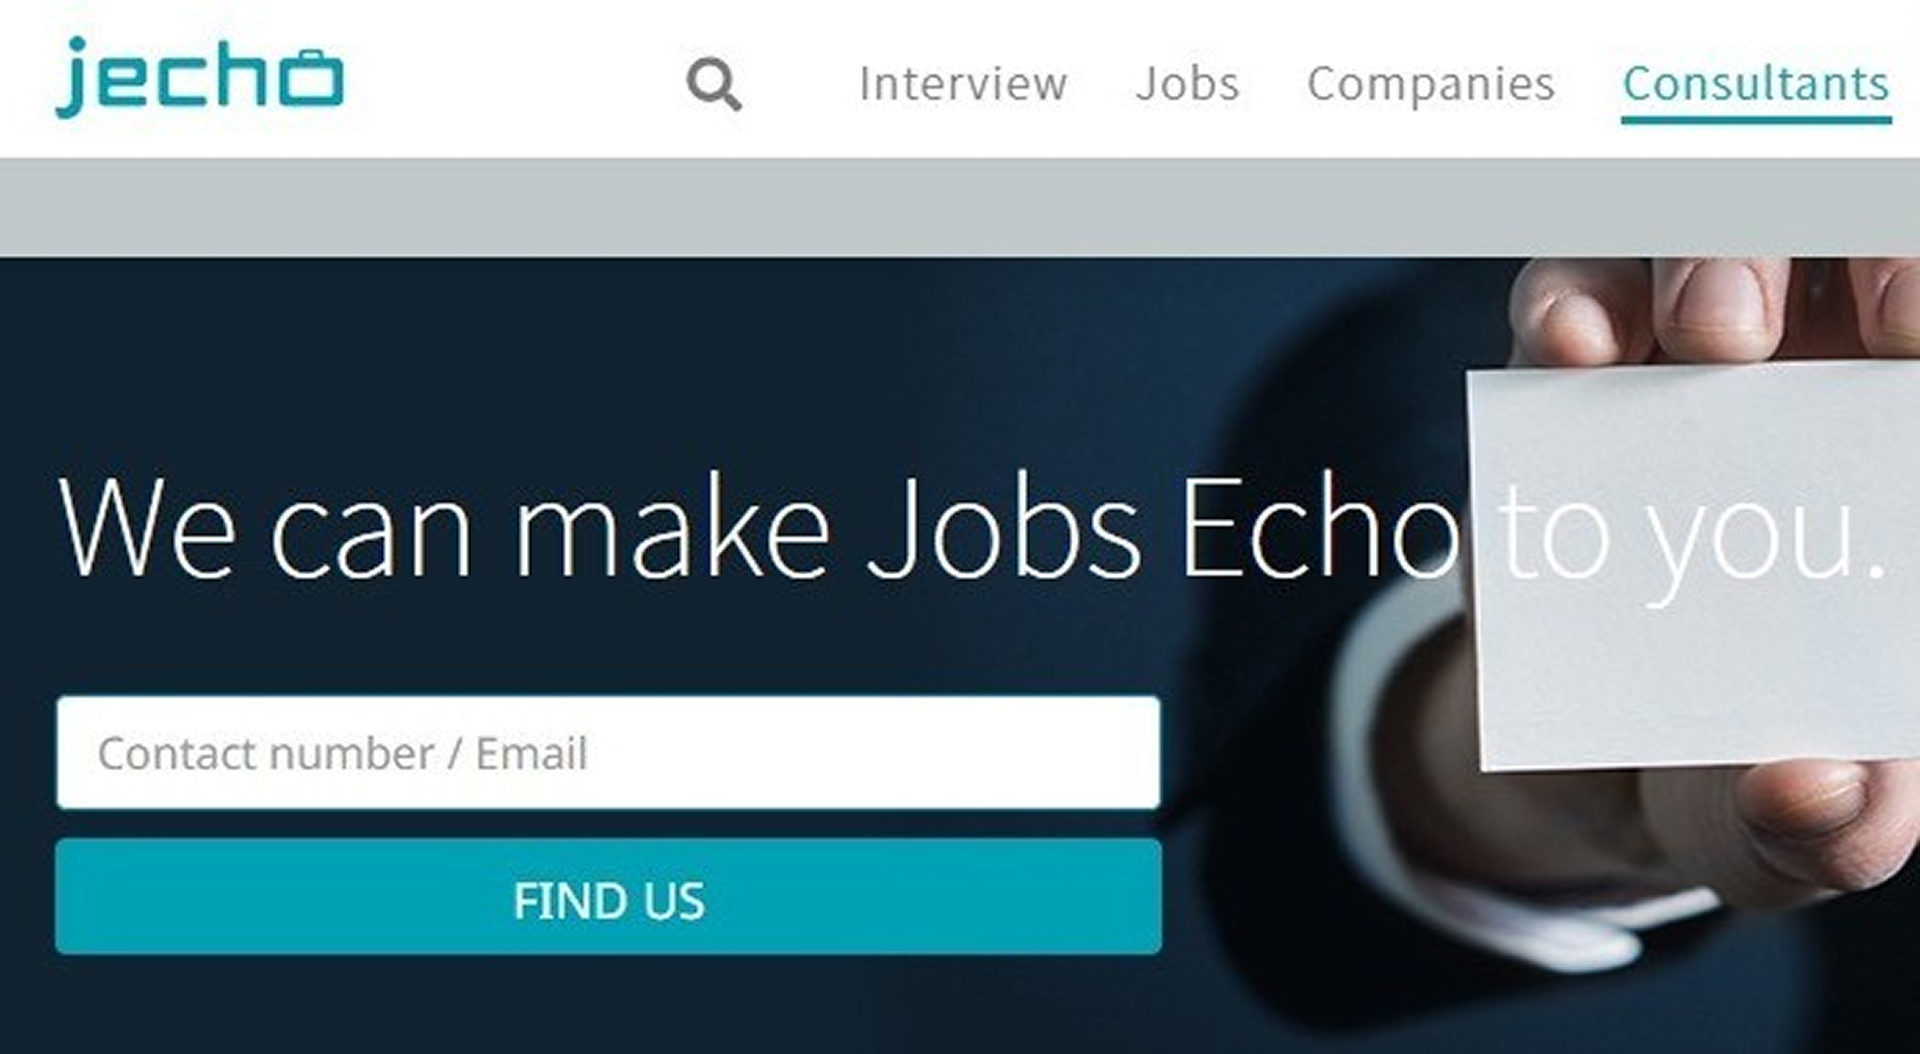 jecho
Interview Jobs Companies Consultants
We can make Jobs Echo to you.
Contact number / Email
FIND US